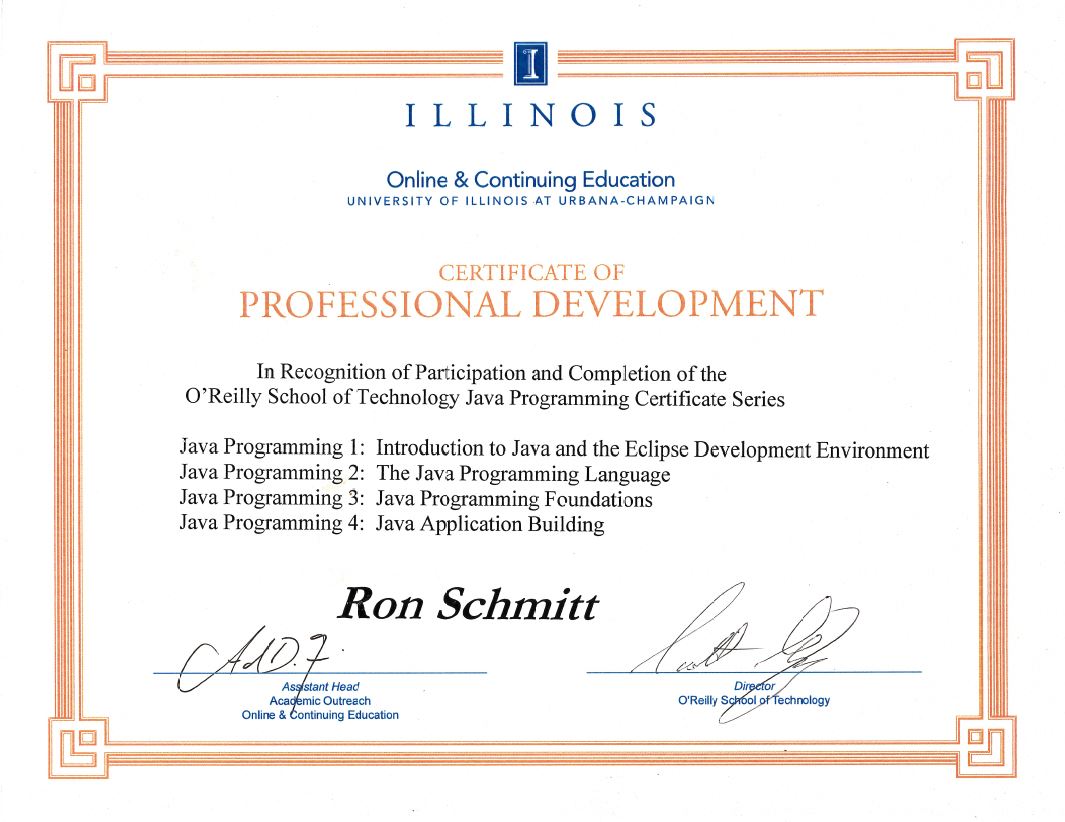 I
ILLINOIS
Online & Continuing Education
UNIVERSITY OF ILLINOIS AT URBANA-CHAMPAIGN
CERTIFICATE OF
PROFESSIONAL DEVELOPMENT
In Recognition of Participation and Completion of the
O'Reilly School of Technology Java Programming Certificate Series
Java Programming 1: Introduction to Java and the Eclipse Development Environment
Java Programming 2: The Java Programming Language
Java Programming 3: Java Programming Foundations
Java Programming 4: Java Application Building
Ron Schmitt
Assistant Head
Academic Outreach
Online & Continuing Education
Director
O'Reilly School of Technology